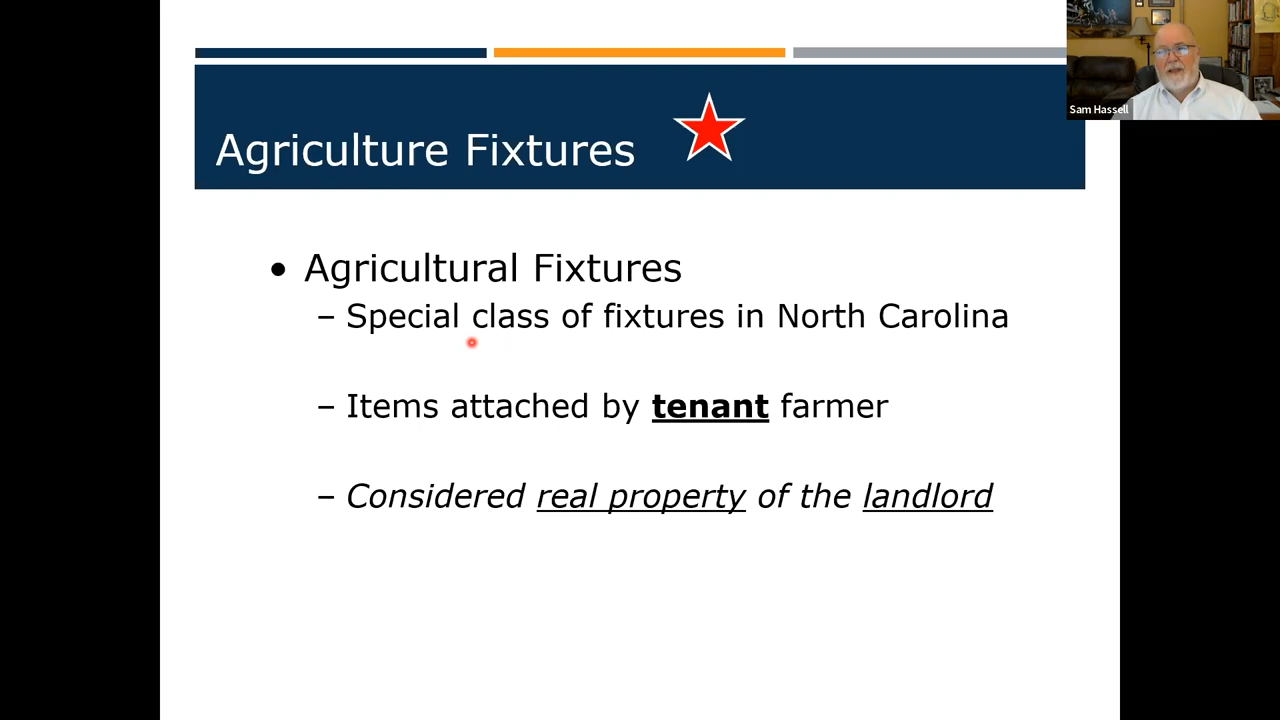 Agriculture Fixtures
Sam Hassell
• Agricultural Fixtures
– Special class of fixtures in North Carolina
– Items attached by tenant farmer
– Considered real property of the landlord